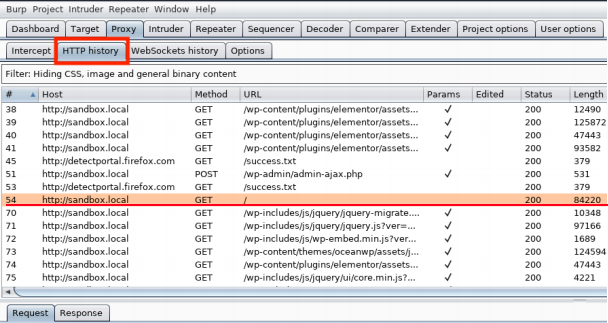 Burp Project Intruder Repeater Window Help
Dashboard Target Proxy Intruder Repeater Sequencer Decoder Comparer Extender Project options User options
Intercept HTTP history WebSockets history Options
Filter: Hiding CSS, image and general binary content
# Host Method URL Params Edited Status Length
38 http://sandbox.local GET /wp-content/plugins/elementor/assets... ✓ 200 12490
39 http://sandbox.local GET /wp-content/plugins/elementor/assets... ✓ 200 125872
40 http://sandbox.local GET /wp-content/plugins/elementor/assets... ✓ 200 47443
41 http://sandbox.local GET /wp-content/plugins/elementor/assets... ✓ 200 93582
45 http://detectportal.firefox.com GET /success.txt 200 379
51 http://sandbox.local POST /wp-admin/admin-ajax.php ✓ 200 531
53 http://detectportal.firefox.com GET /success.txt 200 379
54 http://sandbox.local GET / 200 84220
70 http://sandbox.local GET /wp-includes/js/jquery/jquery-migrate.... ✓ 200 10348
71 http://sandbox.local GET /wp-includes/js/jquery/jquery.js?ver=... ✓ 200 97166
72 http://sandbox.local GET /wp-includes/js/wp-embed.min.js?ver... ✓ 200 1689
73 http://sandbox.local GET /wp-content/themes/oceanwp/assets/j... ✓ 200 124594
74 http://sandbox.local GET /wp-content/plugins/elementor/assets... ✓ 200 47443
75 http://sandbox.local GET /wp-includes/js/jquery/ui/core.min.js?... ✓ 200 4221
Request Response